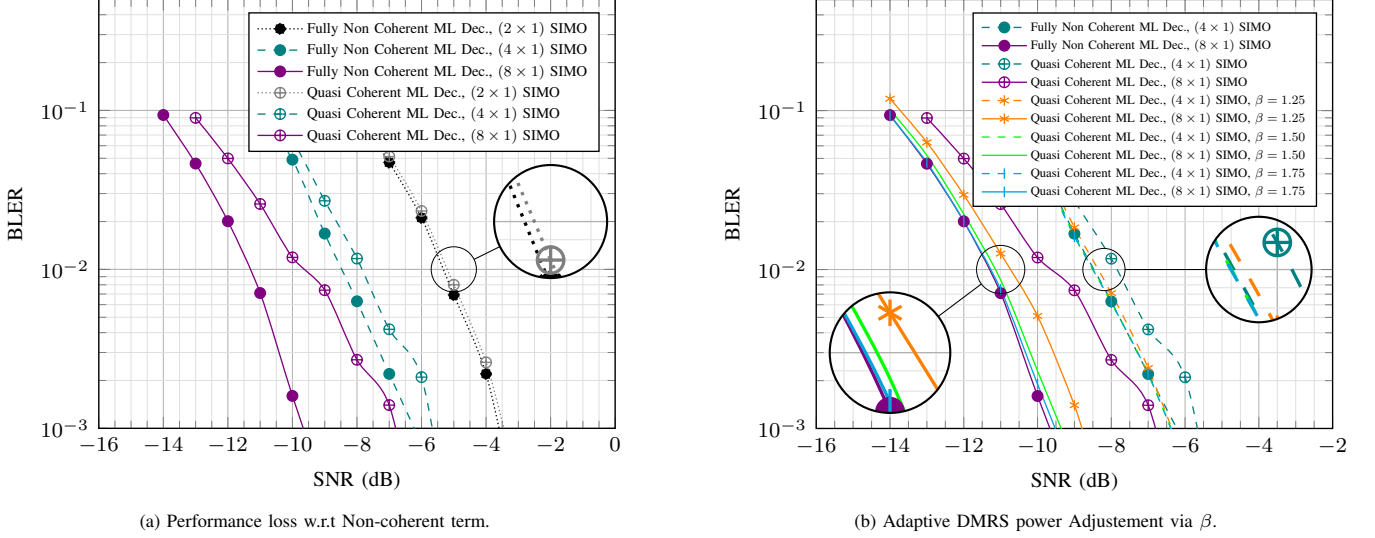 Fully Non Coherent ML Dec., (2 × 1) SIMO
Fully Non Coherent ML Dec., (4 × 1) SIMO
Fully Non Coherent ML Dec., (8 × 1) SIMO
Quasi Coherent ML Dec., (2 × 1) SIMO
Quasi Coherent ML Dec., (4 × 1) SIMO
Quasi Coherent ML Dec., (8 × 1) SIMO
10⁻¹
10⁻²
10⁻³
BLER
−16 −14 −12 −10 −8 −6 −4 −2 0
SNR (dB)
(a) Performance loss w.r.t Non-coherent term.
Fully Non Coherent ML Dec., (4 × 1) SIMO
Fully Non Coherent ML Dec., (8 × 1) SIMO
Quasi Coherent ML Dec., (4 × 1) SIMO
Quasi Coherent ML Dec., (8 × 1) SIMO
Quasi Coherent ML Dec., (4 × 1) SIMO, β = 1.25
Quasi Coherent ML Dec., (8 × 1) SIMO, β = 1.25
Quasi Coherent ML Dec., (4 × 1) SIMO, β = 1.50
Quasi Coherent ML Dec., (8 × 1) SIMO, β = 1.50
Quasi Coherent ML Dec., (4 × 1) SIMO, β = 1.75
Quasi Coherent ML Dec., (8 × 1) SIMO, β = 1.75
10⁻¹
10⁻²
10⁻³
BLER
−16 −14 −12 −10 −8 −6 −4 −2
SNR (dB)
(b) Adaptive DMRS power Adjustement via β.